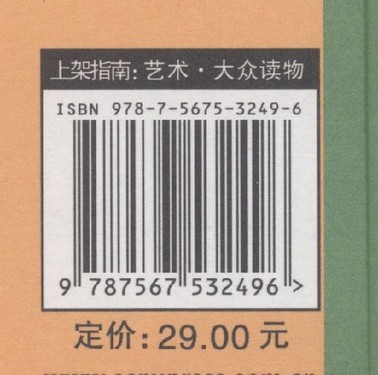 上架指南：艺术·大众读物
ISBN 978-7-5675-3249-6
9 787567 532496 >
定价：29.00 元